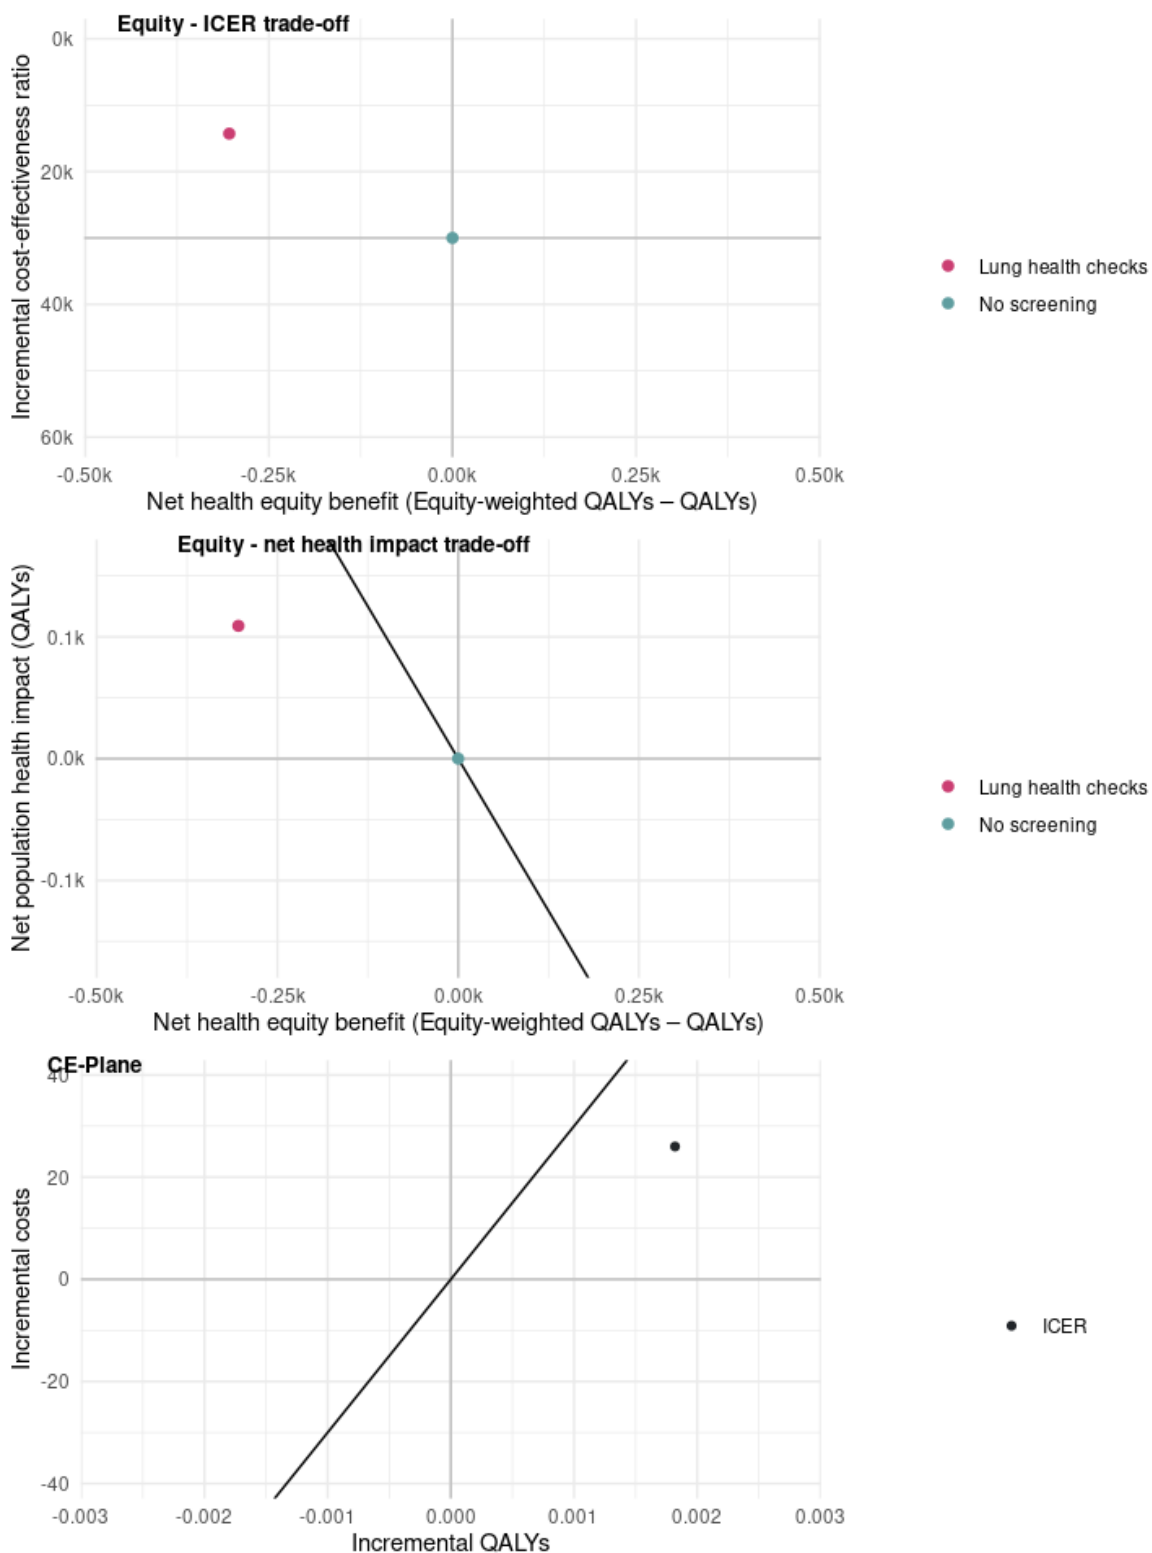 Equity - ICER trade-off
Incremental cost-effectiveness ratio
0k
20k
40k
60k
-0.50k
-0.25k
0.00k
0.25k
0.50k
Net health equity benefit (Equity-weighted QALYs – QALYs)
Lung health checks
No screening
Equity - net health impact trade-off
Net population health impact (QALYs)
0.1k
0.0k
-0.1k
-0.50k
-0.25k
0.00k
0.25k
0.50k
Net health equity benefit (Equity-weighted QALYs – QALYs)
Lung health checks
No screening
CE-Plane
Incremental costs
40
20
0
-20
-40
-0.003
-0.002
-0.001
0.000
0.001
0.002
0.003
Incremental QALYs
ICER